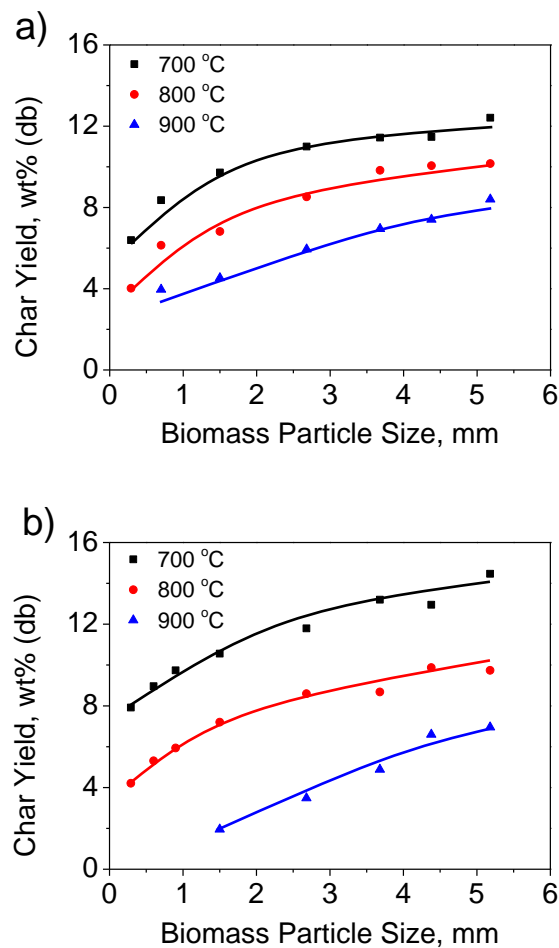 a)
16
12
8
4
0
700 °C
800 °C
900 °C
Char Yield, wt% (db)
0 1 2 3 4 5 6
Biomass Particle Size, mm
b)
16
12
8
4
0
700 °C
800 °C
900 °C
Char Yield, wt% (db)
0 1 2 3 4 5 6
Biomass Particle Size, mm